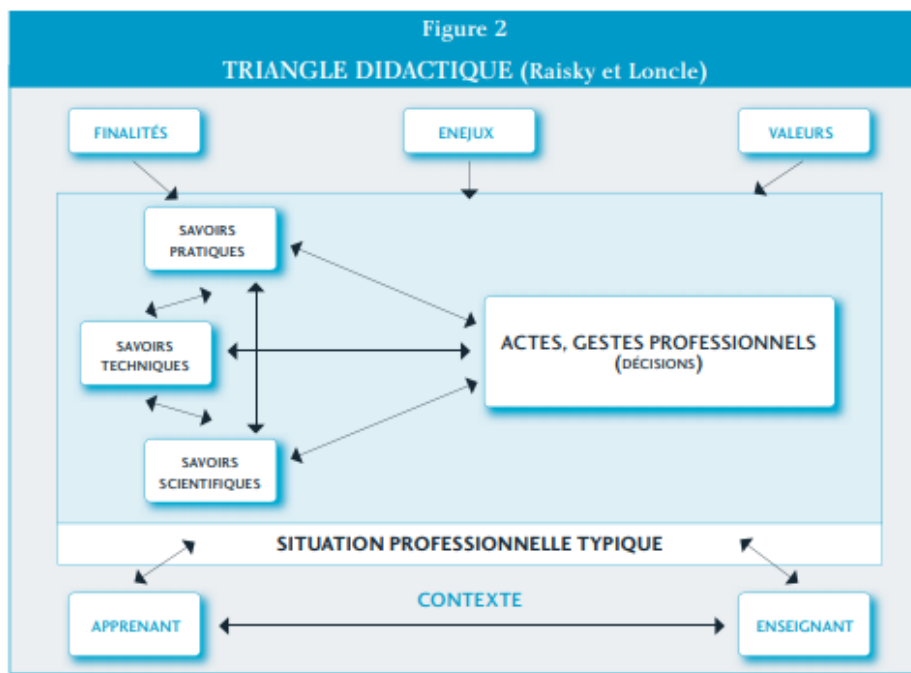 Figure 2
TRIANGLE DIDACTIQUE (Raisky et Loncle)
FINALITÉS
ENEJUX
VALEURS
SAVOIRS
PRATIQUES
SAVOIRS
TECHNIQUES
ACTES, GESTES PROFESSIONNELS
(DÉCISIONS)
SAVOIRS
SCIENTIFIQUES
SITUATION PROFESSIONNELLE TYPIQUE
CONTEXTE
APPRENANT
ENSEIGNANT